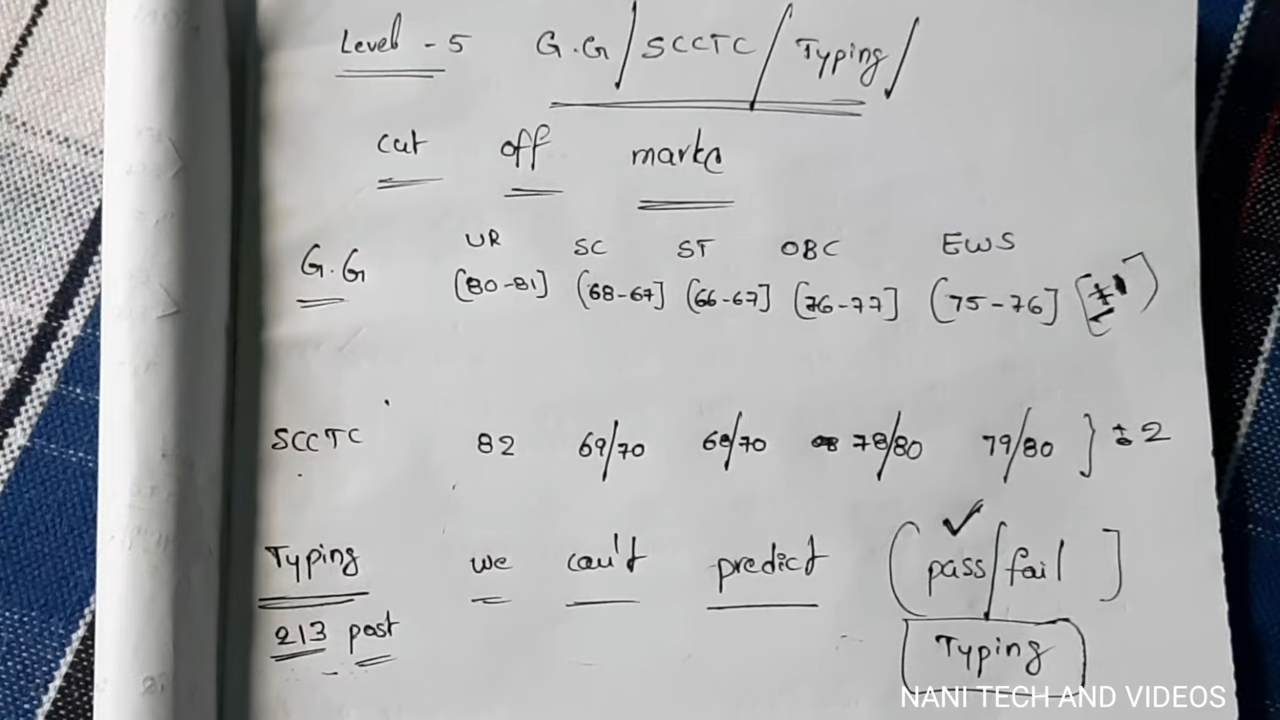 Level - 5 G.G/SCCTC/Typing/
cut off marks
UR SC ST OBC EWS
G.G [80-81] (68-67] (66-67] [76-77] (75-76]
SCCTC 82 69/70 68/70 78/80 79/80 } ±2
Typing we can't predict (pass/fail]
213 post Typing
NANI TECH AND VIDEOS